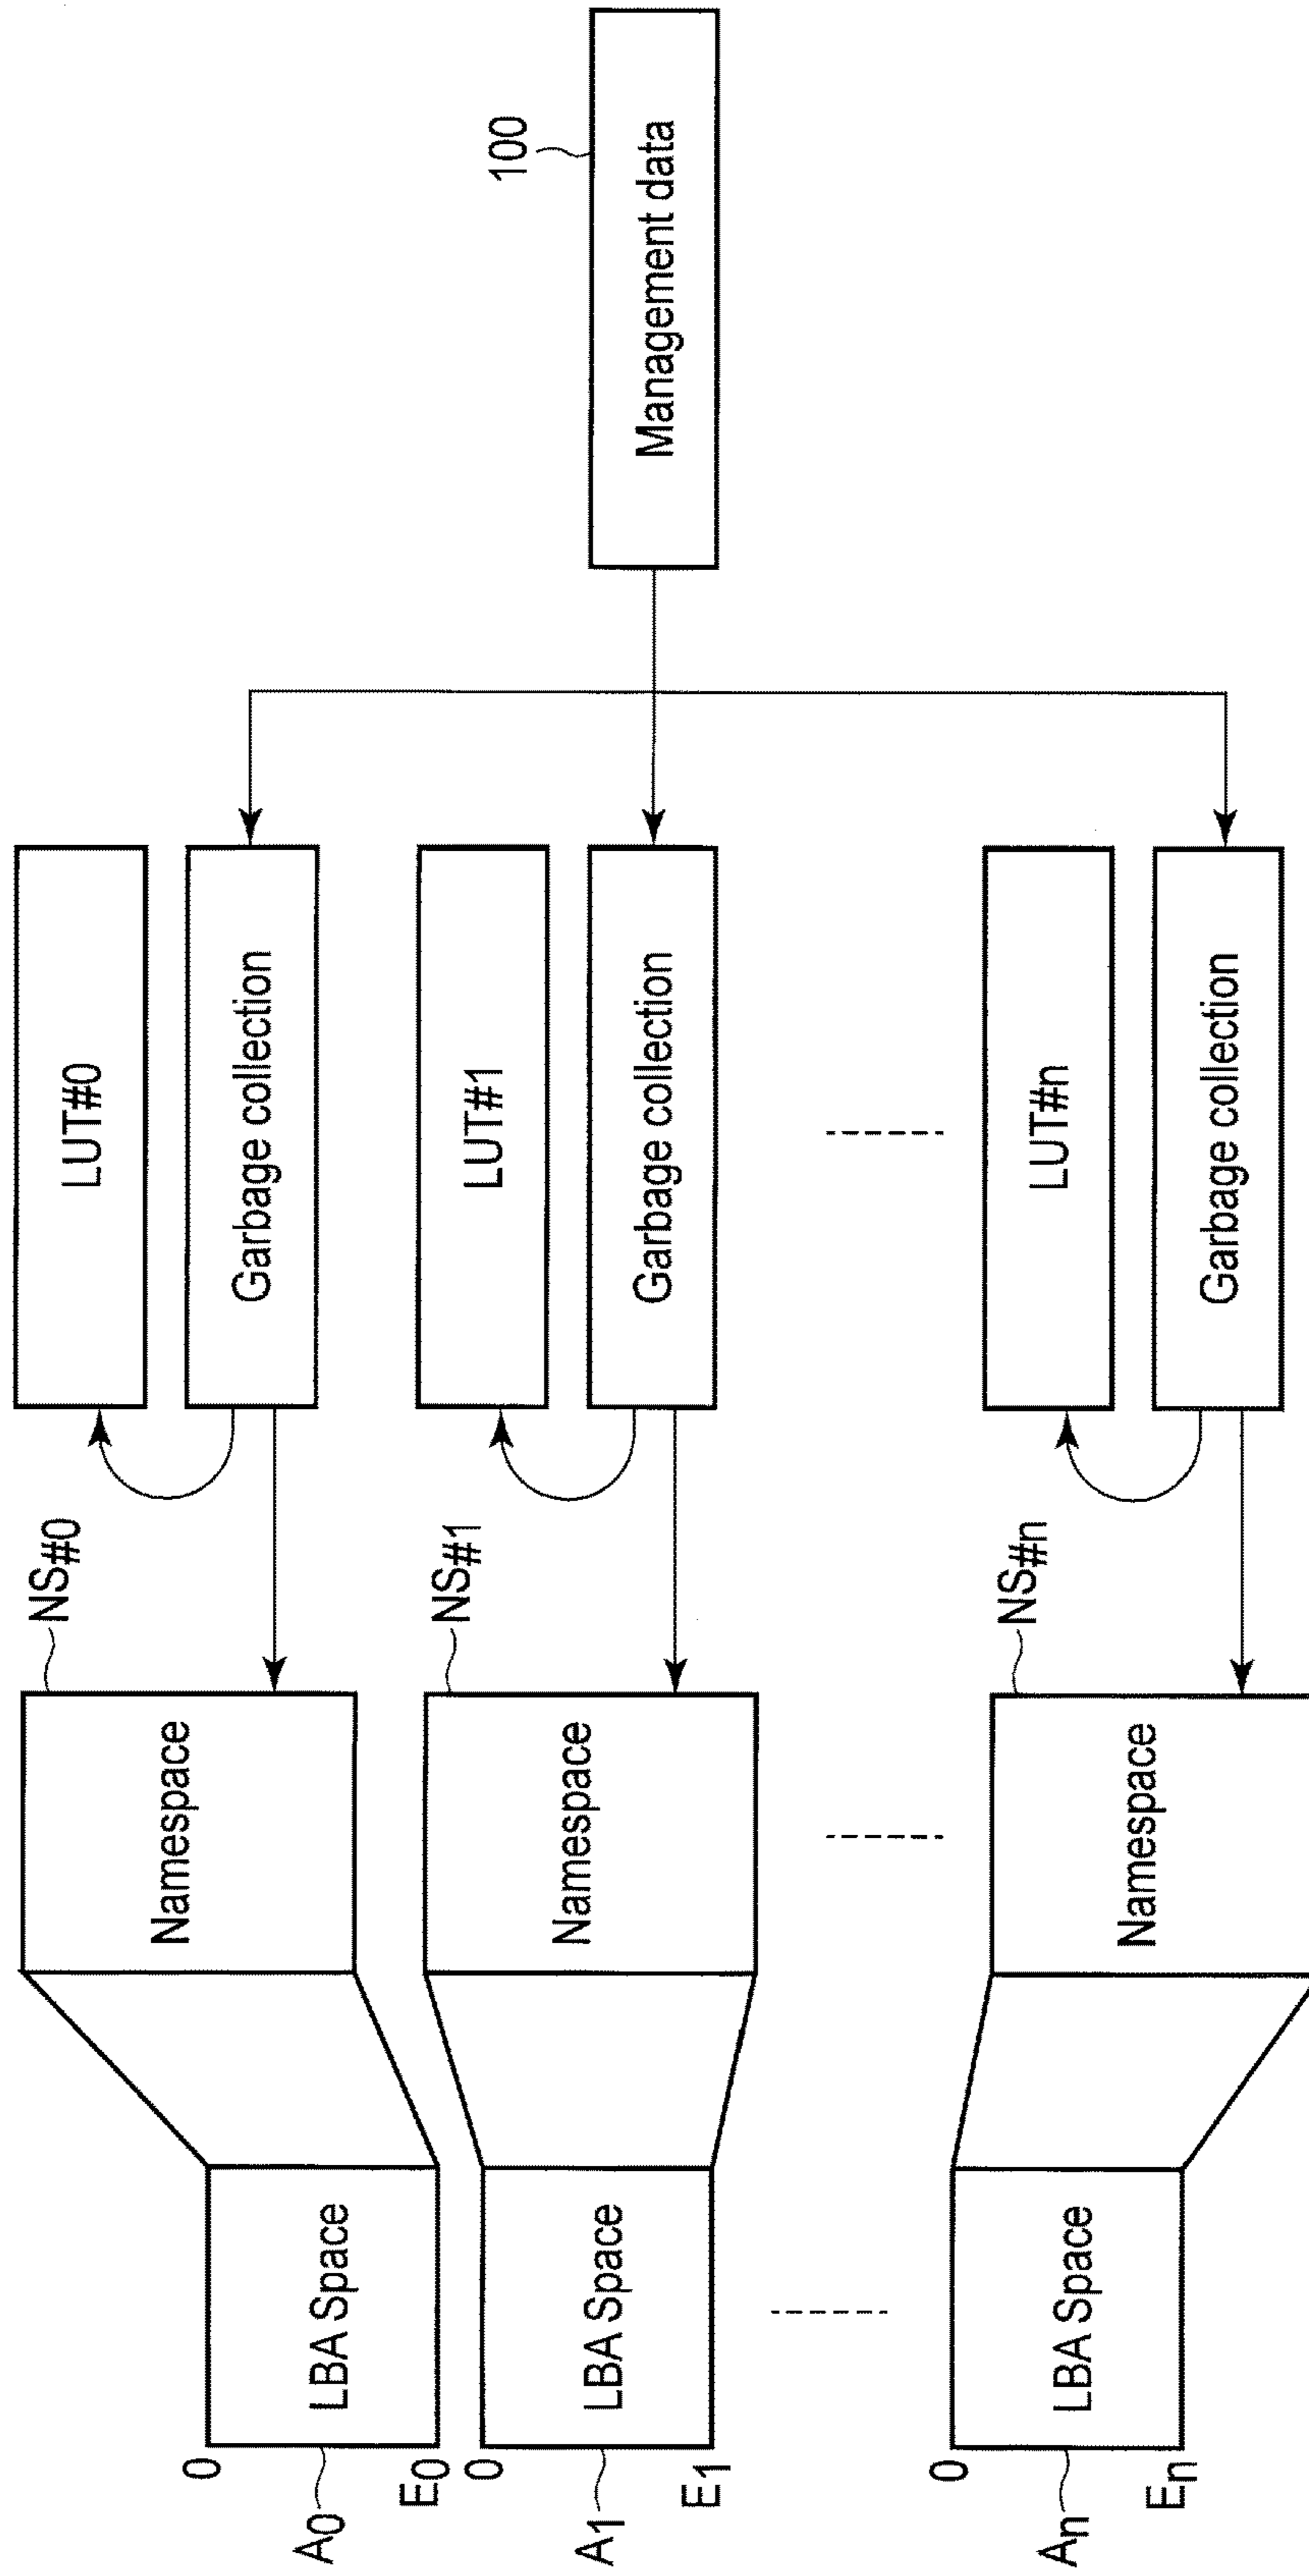 0
A0
E0
LBA Space
Namespace
NS#0
LUT#0
Garbage collection
0
A1
E1
LBA Space
Namespace
NS#1
LUT#1
Garbage collection
100
Management data
0
An
En
LBA Space
Namespace
NS#n
LUT#n
Garbage collection